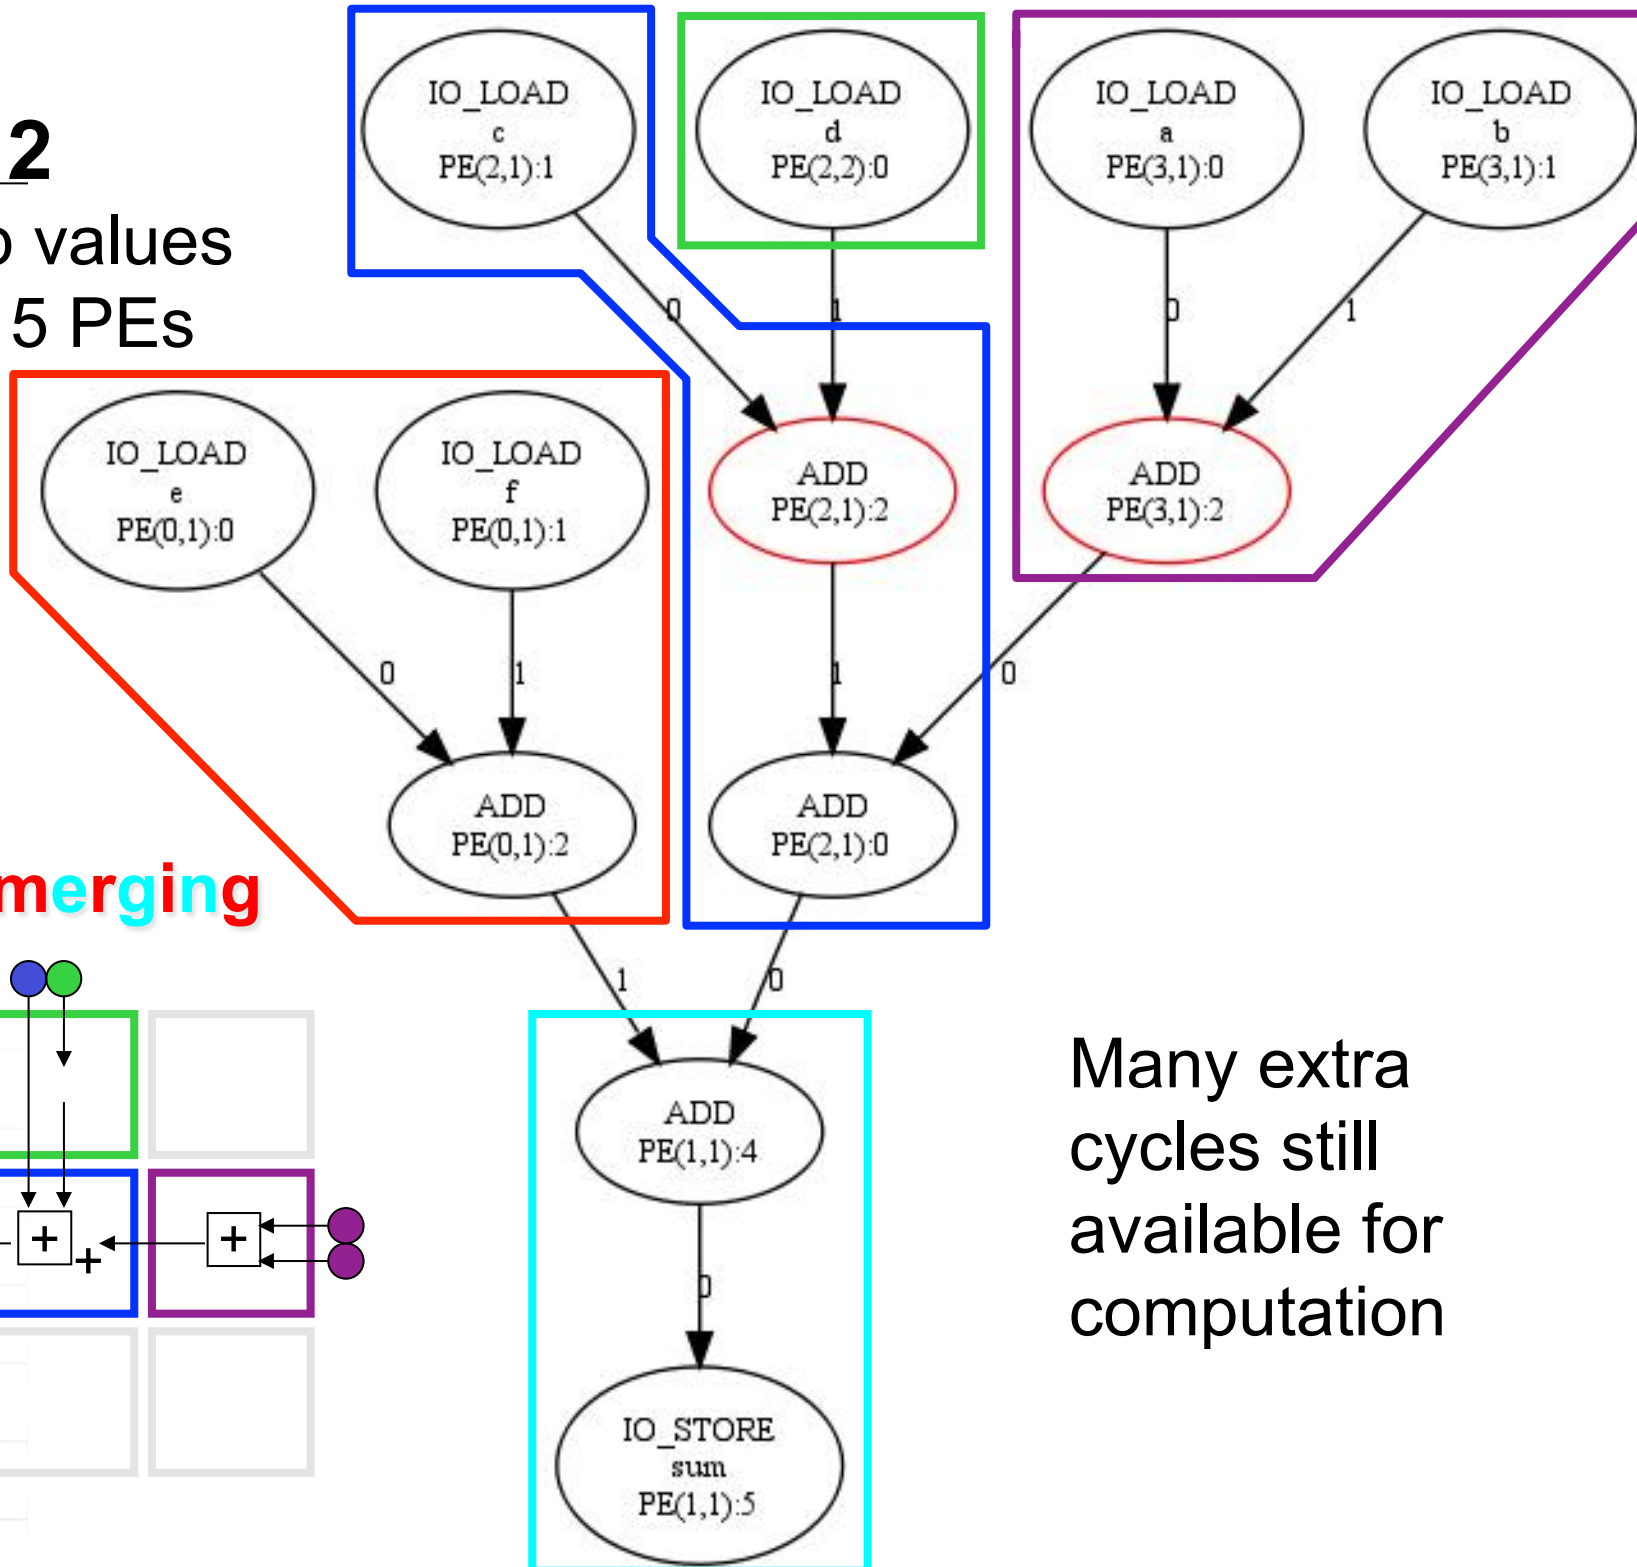 2
values
5 PEs
IO_LOAD
c
PE(2,1):1
IO_LOAD
d
PE(2,2):0
IO_LOAD
a
PE(3,1):0
IO_LOAD
b
PE(3,1):1
0
1
0
1
IO_LOAD
e
PE(0,1):0
IO_LOAD
f
PE(0,1):1
ADD
PE(2,1):2
ADD
PE(3,1):2
0
1
1
0
ADD
PE(0,1):2
ADD
PE(2,1):0
merging
1
0
ADD
PE(1,1):4
+
+
+
0
IO_STORE
sum
PE(1,1):5
Many extra
cycles still
available for
computation